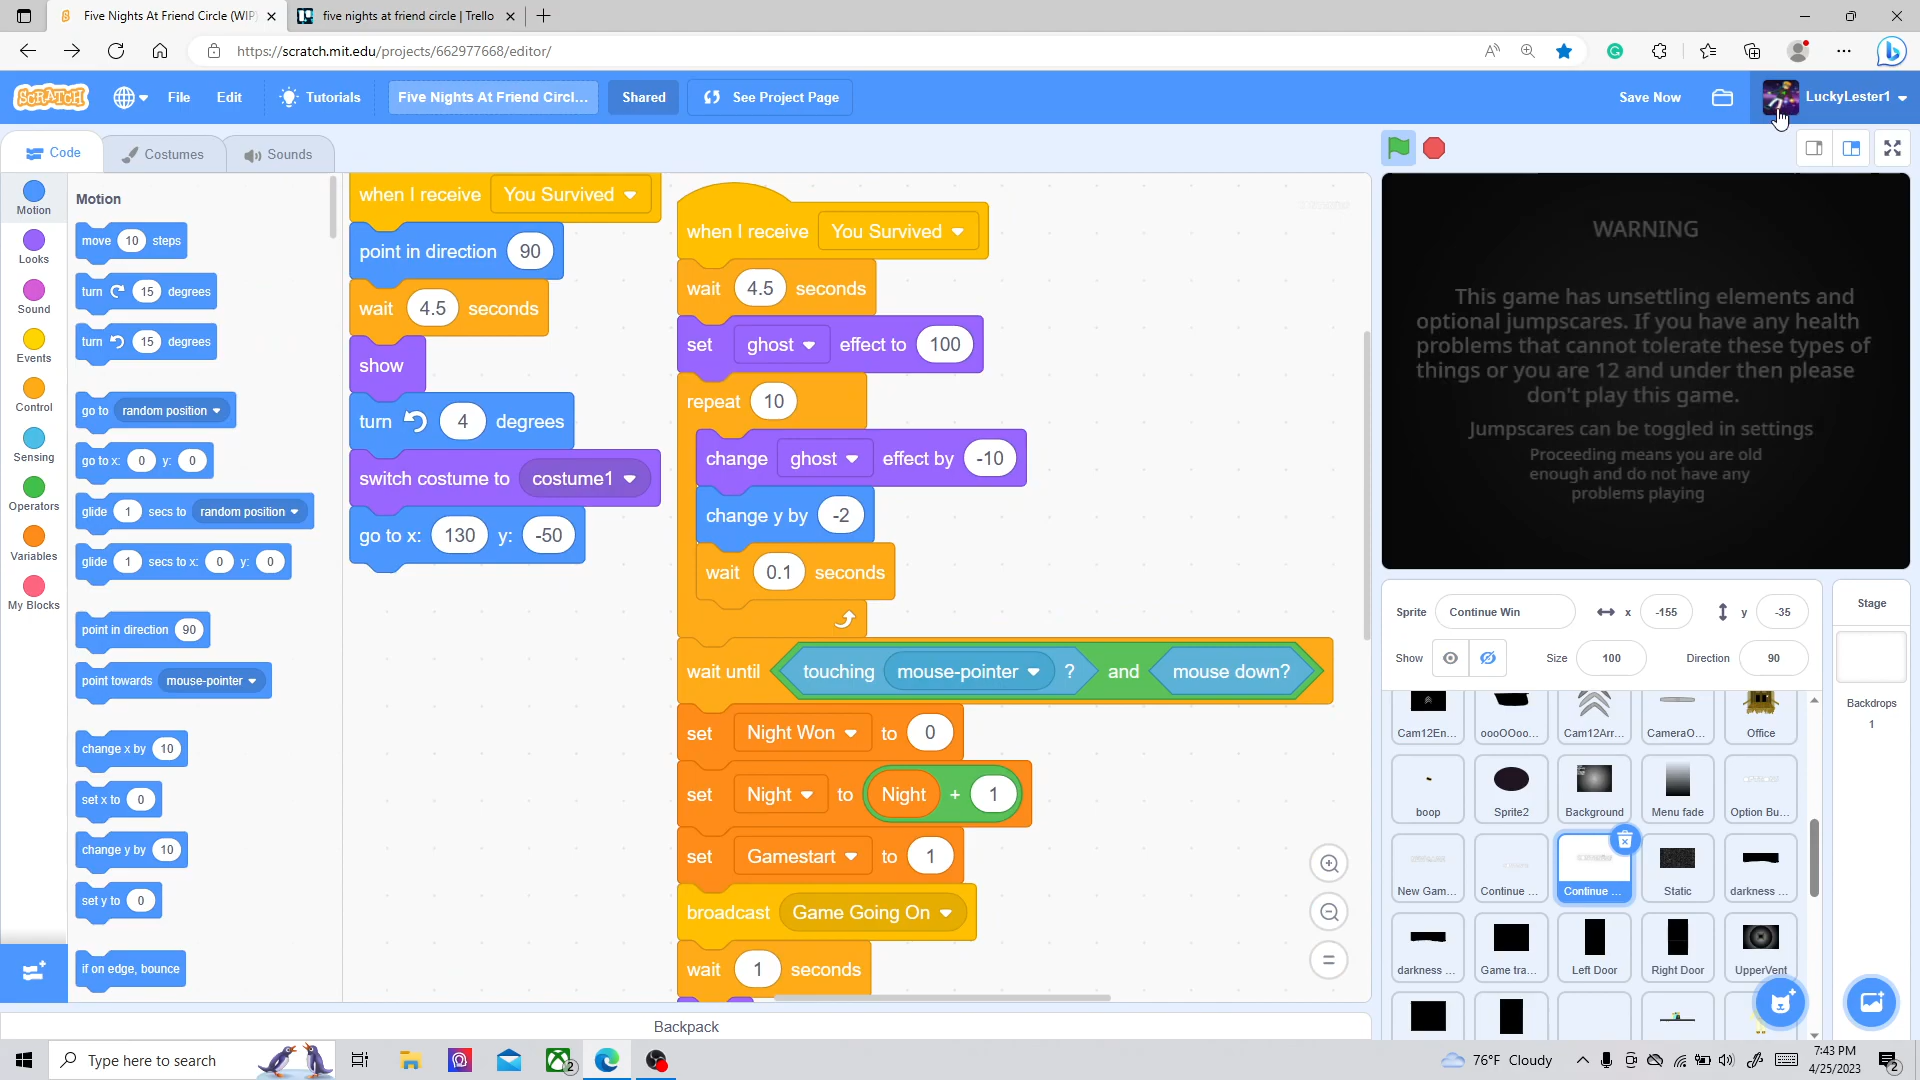 Five Nights At Friend Circle (WIP
five nights at friend circle | Trello
https://scratch.mit.edu/projects/662977668/editor/
SCRATCH
File
Edit
Tutorials
Five Nights At Friend Circl...
Shared
See Project Page
Save Now
LuckyLester1
Code
Costumes
Sounds
Motion
Looks
Sound
Events
Control
Sensing
Operators
Variables
My Blocks
Motion
move 10 steps
turn 15 degrees
turn 15 degrees
go to random position
go to x: 0 y: 0
glide 1 secs to random position
glide 1 secs to x: 0 y: 0
point in direction 90
point towards mouse-pointer
change x by 10
set x to 0
change y by 10
set y to 0
if on edge, bounce
when I receive You Survived
point in direction 90
wait 4.5 seconds
show
turn 4 degrees
switch costume to costume1
go to x: 130 y: -50
when I receive You Survived
wait 4.5 seconds
set ghost effect to 100
repeat 10
change ghost effect by -10
change y by -2
wait 0.1 seconds
wait until touching mouse-pointer ? and mouse down?
set Night Won to 0
set Night to Night + 1
set Gamestart to 1
broadcast Game Going On
wait 1 seconds
Backpack
WARNING
This game has unsettling elements and
optional jumpscares. If you have any health
problems that cannot tolerate these types of
things or you are 12 and under then please
don't play this game.
Jumpscares can be toggled in settings
Proceeding means you are old
enough and do not have any
problems playing
Sprite Continue Win x -155 y -35
Show Size 100 Direction 90
Stage
Backdrops
1
Cam12En...
oooOOoo...
Cam12Arr...
CameraO...
Office
boop
Sprite2
Background
Menu fade
Option Bu...
New Gam...
Continue ...
Continue ...
Static
darkness ...
darkness ...
Game tra...
Left Door
Right Door
UpperVent
Type here to search
2
76°F Cloudy
7:43 PM
4/25/2023
2